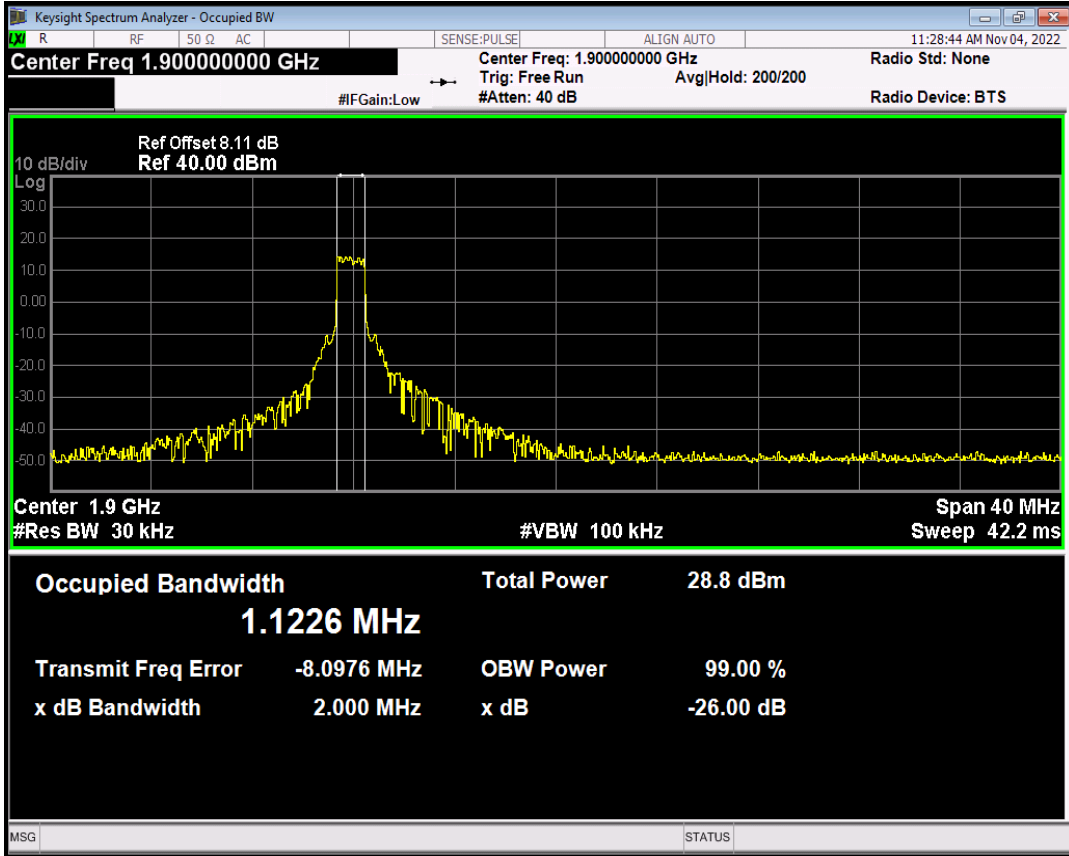 Keysight Spectrum Analyzer - Occupied BW
LXI R RF 50 Ω AC SENSE:PULSE ALIGN AUTO 11:28:44 AM Nov 04, 2022
Center Freq 1.900000000 GHz
Center Freq: 1.900000000 GHz
Radio Std: None
Trig: Free Run Avg|Hold: 200/200
#IFGain:Low #Atten: 40 dB Radio Device: BTS
Ref Offset 8.11 dB
10 dB/div Ref 40.00 dBm
Log
30.0
20.0
10.0
0.00
-10.0
-20.0
-30.0
-40.0
-50.0
Center 1.9 GHz Span 40 MHz
#Res BW 30 kHz #VBW 100 kHz Sweep 42.2 ms
Occupied Bandwidth Total Power 28.8 dBm
1.1226 MHz
Transmit Freq Error -8.0976 MHz OBW Power 99.00 %
x dB Bandwidth 2.000 MHz x dB -26.00 dB
MSG STATUS